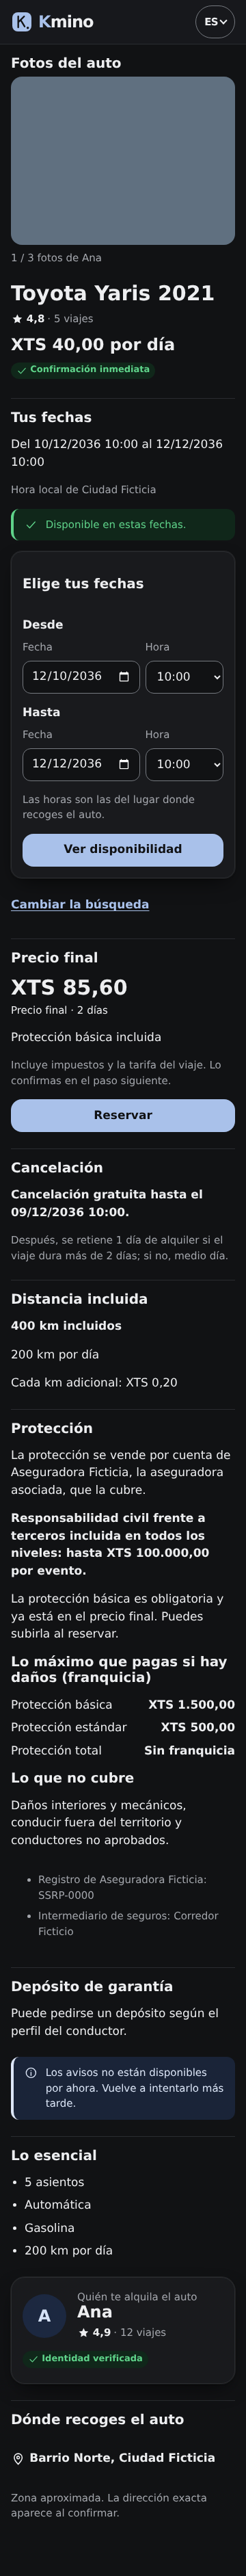 Kmino
ES
Fotos del auto
1 / 3 fotos de Ana
Toyota Yaris 2021
★ 4,8 · 5 viajes
XTS 40,00 por día
Confirmación inmediata
Tus fechas
Del 10/12/2036 10:00 al 12/12/2036
10:00
Hora local de Ciudad Ficticia
Disponible en estas fechas.
Elige tus fechas
Desde
Fecha Hora
12/10/2036 10:00
Hasta
Fecha Hora
12/12/2036 10:00
Las horas son las del lugar donde
recoges el auto.
Ver disponibilidad
Cambiar la búsqueda
Precio final
XTS 85,60
Precio final · 2 días
Protección básica incluida
Incluye impuestos y la tarifa del viaje. Lo
confirmas en el paso siguiente.
Reservar
Cancelación
Cancelación gratuita hasta el
09/12/2036 10:00.
Después, se retiene 1 día de alquiler si el
viaje dura más de 2 días; si no, medio día.
Distancia incluida
400 km incluidos
200 km por día
Cada km adicional: XTS 0,20
Protección
La protección se vende por cuenta de
Aseguradora Ficticia, la aseguradora
asociada, que la cubre.
Responsabilidad civil frente a
terceros incluida en todos los
niveles: hasta XTS 100.000,00
por evento.
La protección básica es obligatoria y
ya está en el precio final. Puedes
subirla al reservar.
Lo máximo que pagas si hay
daños (franquicia)
Protección básica XTS 1.500,00
Protección estándar XTS 500,00
Protección total Sin franquicia
Lo que no cubre
Daños interiores y mecánicos,
conducir fuera del territorio y
conductores no aprobados.
• Registro de Aseguradora Ficticia:
SSRP-0000
• Intermediario de seguros: Corredor
Ficticio
Depósito de garantía
Puede pedirse un depósito según el
perfil del conductor.
Los avisos no están disponibles
por ahora. Vuelve a intentarlo más
tarde.
Lo esencial
• 5 asientos
• Automática
• Gasolina
• 200 km por día
A
Quién te alquila el auto
Ana
★ 4,9 · 12 viajes
Identidad verificada
Dónde recoges el auto
Barrio Norte, Ciudad Ficticia
Zona aproximada. La dirección exacta
aparece al confirmar.